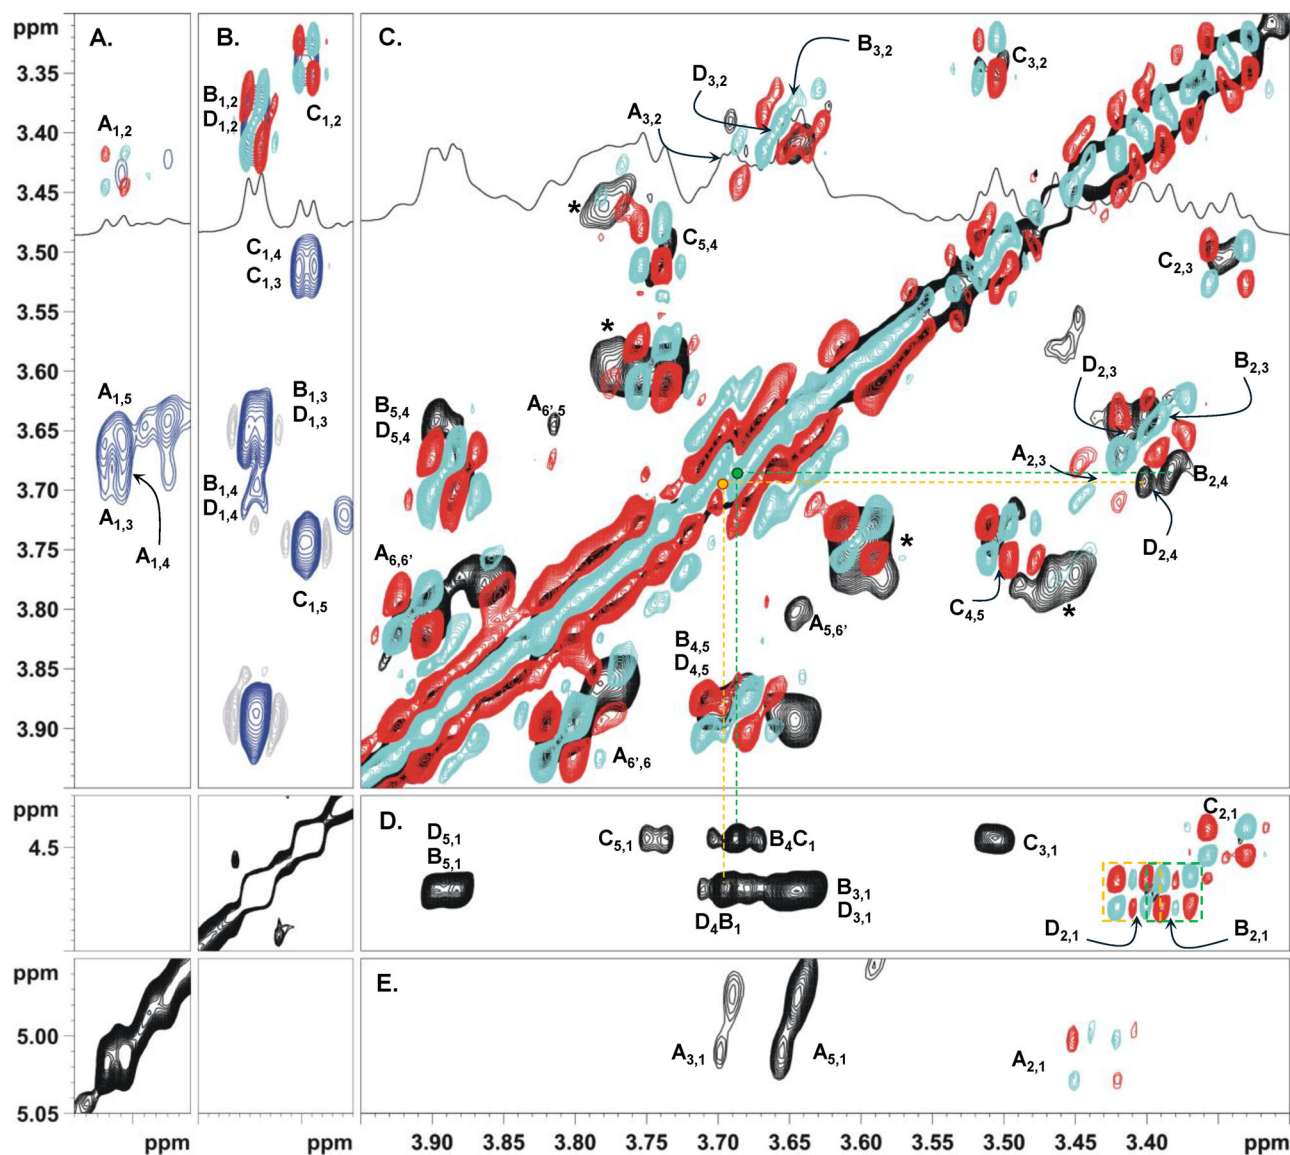 ppm
3.35
3.40
3.45
3.50
3.55
3.60
3.65
3.70
3.75
3.80
3.85
3.90
A.
A1,2
A1,5
A1,3
A1,4
B.
B1,2
D1,2
C1,2
C1,4
C1,3
B1,3
D1,3
B1,4
D1,4
C1,5
C.
B3,2
D3,2
A3,2
C3,2
*
C5,4
C2,3
*
D2,3
B2,3
B5,4
D5,4
A6',5
A2,3
B2,4
D2,4
*
A6,6'
C4,5
*
A5,6'
B4,5
D4,5
A6',6
ppm
4.5
D.
D5,1
B5,1
C5,1
B4C1
C3,1
C2,1
B3,1
D3,1
D4B1
D2,1
B2,1
ppm
5.00
5.05
E.
A3,1
A5,1
A2,1
ppm
ppm
3.90
3.80
3.70
3.65
3.60
3.55
3.50
3.45
3.40
ppm